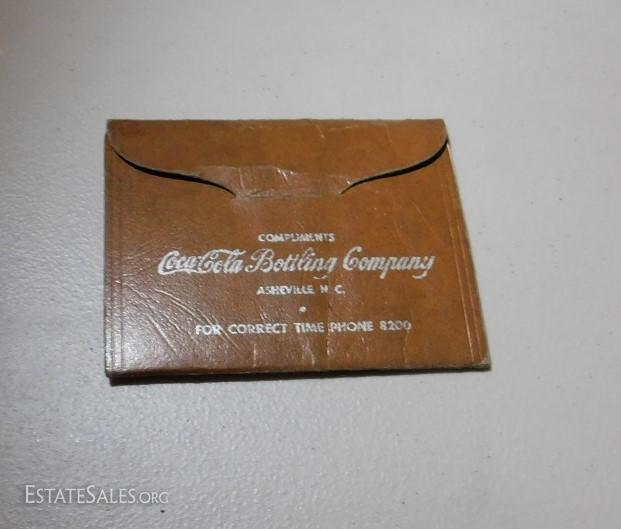 COMPLIMENTS
Coca-Cola Bottling Company
ASHEVILLE, N. C.
FOR CORRECT TIME PHONE 8200
ESTATESALES.ORG